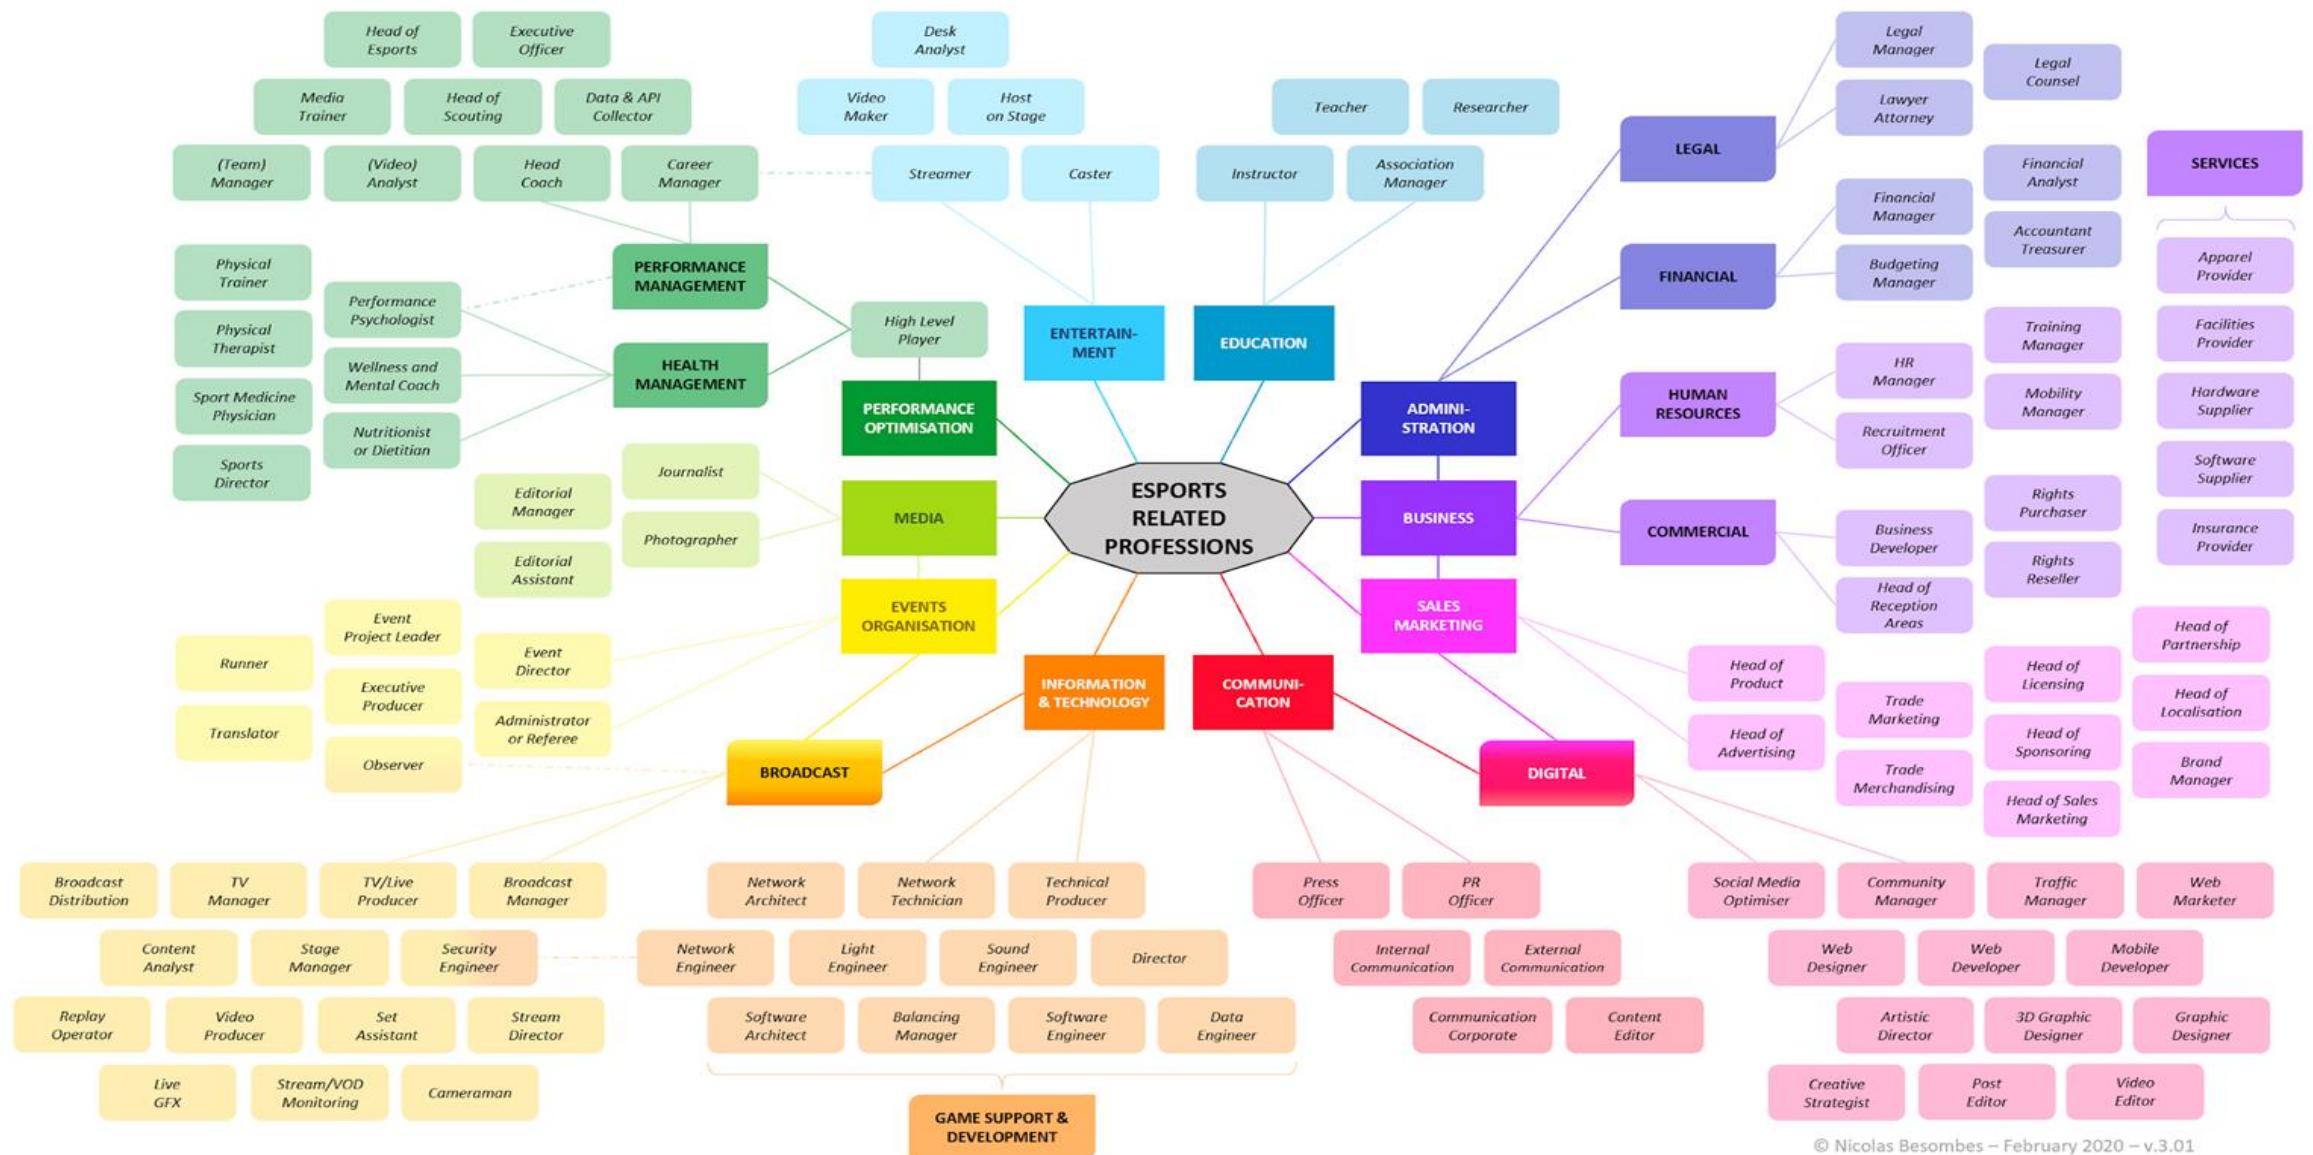 Head of
Esports
Executive
Officer
Media
Trainer
Head of
Scouting
Data & API
Collector
(Team)
Manager
(Video)
Analyst
Head
Coach
Career
Manager
PERFORMANCE
MANAGEMENT
Physical
Trainer
Performance
Psychologist
Physical
Therapist
Wellness and
Mental Coach
Sport Medicine
Physician
Nutritionist
or Dietitian
Sports
Director
HEALTH
MANAGEMENT
High Level
Player
PERFORMANCE
OPTIMISATION
Desk
Analyst
Video
Maker
Host
on Stage
Streamer
Caster
ENTERTAIN-
MENT
Teacher
Researcher
Instructor
Association
Manager
EDUCATION
Legal
Manager
Legal
Counsel
Lawyer
Attorney
LEGAL
Financial
Analyst
Financial
Manager
Accountant
Treasurer
Budgeting
Manager
FINANCIAL
ADMINI-
STRATION
SERVICES
Apparel
Provider
Facilities
Provider
Hardware
Supplier
Software
Supplier
Insurance
Provider
Training
Manager
HR
Manager
Mobility
Manager
Recruitment
Officer
HUMAN
RESOURCES
Rights
Purchaser
Business
Developer
Rights
Reseller
Head of
Reception
Areas
COMMERCIAL
BUSINESS
ESPORTS
RELATED
PROFESSIONS
MEDIA
Journalist
Editorial
Manager
Photographer
Editorial
Assistant
EVENTS
ORGANISATION
Event
Project Leader
Runner
Event
Director
Executive
Producer
Translator
Administrator
or Referee
Observer
BROADCAST
INFORMATION
& TECHNOLOGY
COMMUNI-
CATION
SALES
MARKETING
Head of
Product
Head of
Advertising
Trade
Marketing
Trade
Merchandising
Head of
Licensing
Head of
Sponsoring
Head of Sales
Marketing
Head of
Partnership
Head of
Localisation
Brand
Manager
DIGITAL
Broadcast
Distribution
TV
Manager
TV/Live
Producer
Broadcast
Manager
Content
Analyst
Stage
Manager
Security
Engineer
Replay
Operator
Video
Producer
Set
Assistant
Stream
Director
Live
GFX
Stream/VOD
Monitoring
Cameraman
Network
Architect
Network
Technician
Technical
Producer
Network
Engineer
Light
Engineer
Sound
Engineer
Director
Software
Architect
Balancing
Manager
Software
Engineer
Data
Engineer
GAME SUPPORT &
DEVELOPMENT
Press
Officer
PR
Officer
Internal
Communication
External
Communication
Communication
Corporate
Content
Editor
Social Media
Optimiser
Community
Manager
Traffic
Manager
Web
Marketer
Web
Designer
Web
Developer
Mobile
Developer
Artistic
Director
3D Graphic
Designer
Graphic
Designer
Creative
Strategist
Post
Editor
Video
Editor
© Nicolas Besombes – February 2020 – v.3.01